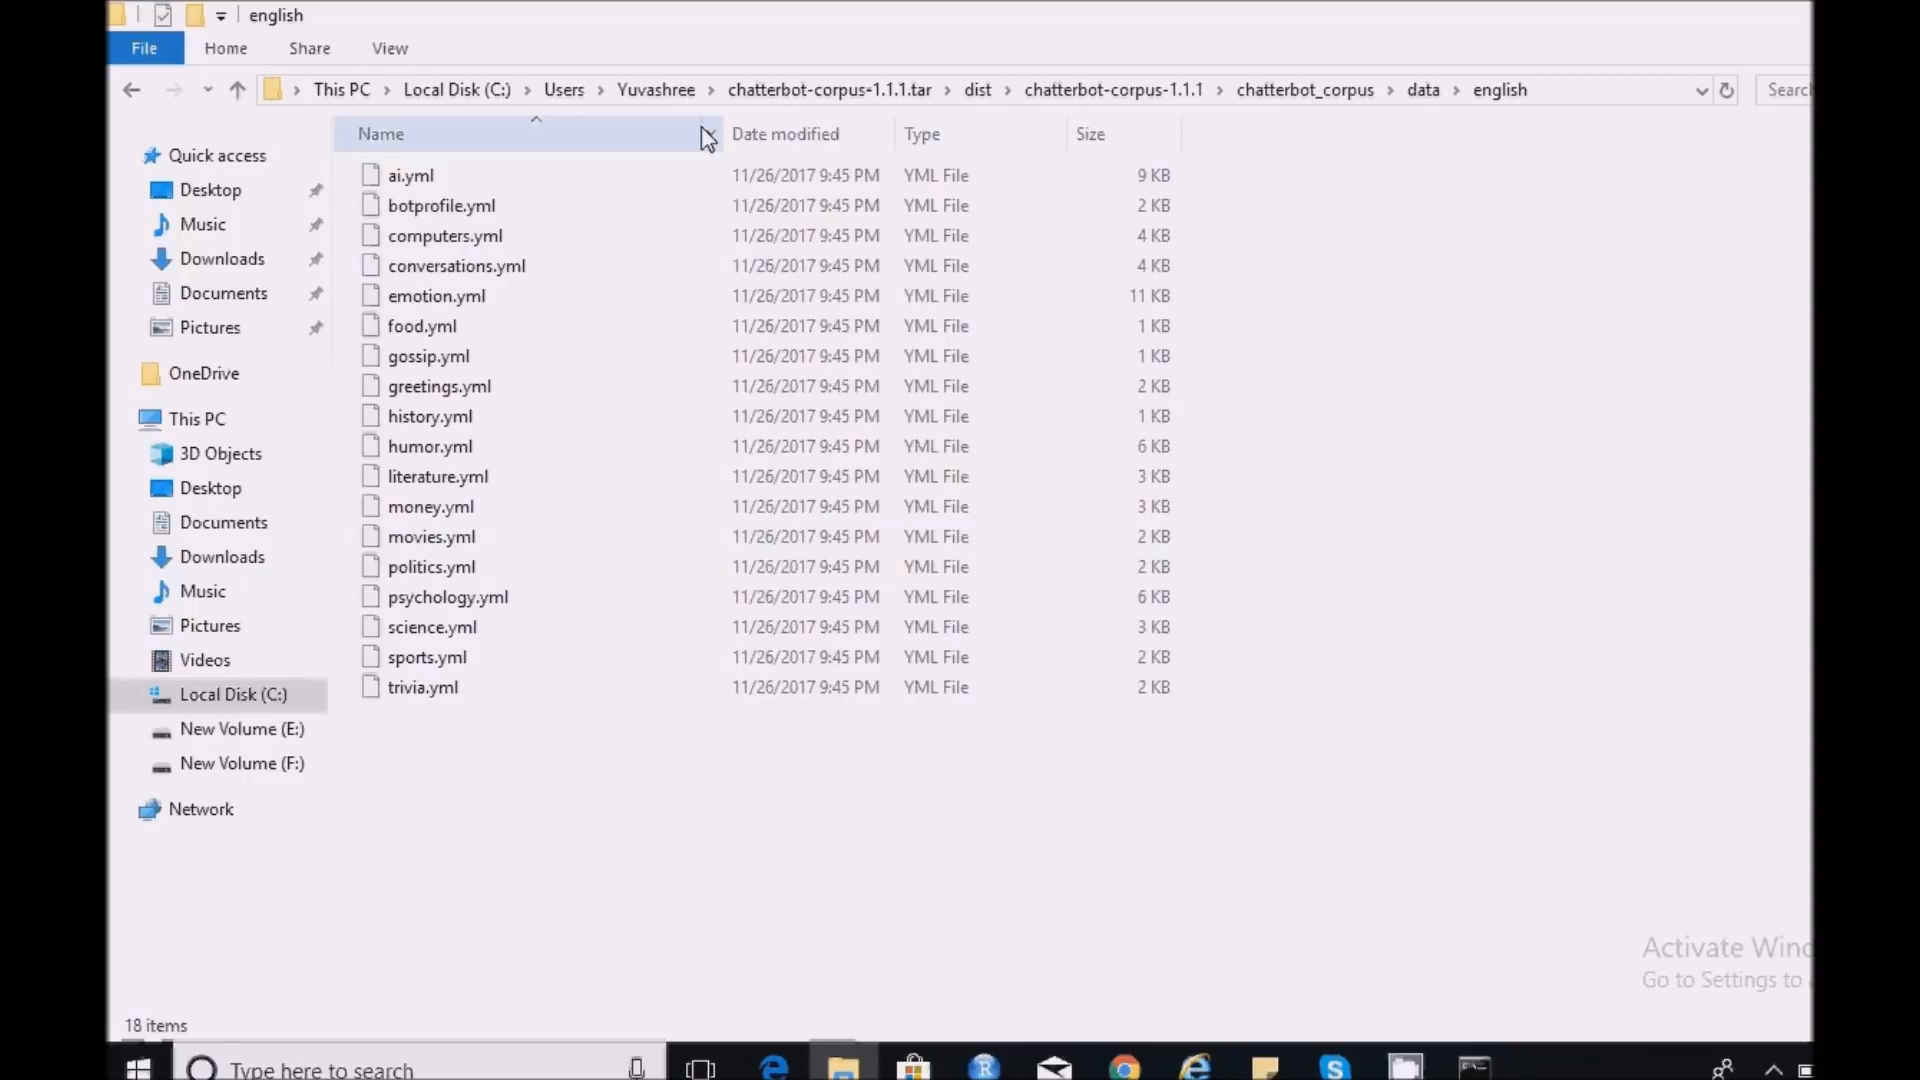 english
File Home Share View
This PC Local Disk (C:) Users Yuvashree chatterbot-corpus-1.1.1.tar dist chatterbot-corpus-1.1.1 chatterbot_corpus data english Search
Name Date modified Type Size
Quick access
Desktop
Music
Downloads
Documents
Pictures
OneDrive
This PC
3D Objects
Desktop
Documents
Downloads
Music
Pictures
Videos
Local Disk (C:)
New Volume (E:)
New Volume (F:)
Network
ai.yml 11/26/2017 9:45 PM YML File 9 KB
botprofile.yml 11/26/2017 9:45 PM YML File 2 KB
computers.yml 11/26/2017 9:45 PM YML File 4 KB
conversations.yml 11/26/2017 9:45 PM YML File 4 KB
emotion.yml 11/26/2017 9:45 PM YML File 11 KB
food.yml 11/26/2017 9:45 PM YML File 1 KB
gossip.yml 11/26/2017 9:45 PM YML File 1 KB
greetings.yml 11/26/2017 9:45 PM YML File 2 KB
history.yml 11/26/2017 9:45 PM YML File 1 KB
humor.yml 11/26/2017 9:45 PM YML File 6 KB
literature.yml 11/26/2017 9:45 PM YML File 3 KB
money.yml 11/26/2017 9:45 PM YML File 3 KB
movies.yml 11/26/2017 9:45 PM YML File 2 KB
politics.yml 11/26/2017 9:45 PM YML File 2 KB
psychology.yml 11/26/2017 9:45 PM YML File 6 KB
science.yml 11/26/2017 9:45 PM YML File 3 KB
sports.yml 11/26/2017 9:45 PM YML File 2 KB
trivia.yml 11/26/2017 9:45 PM YML File 2 KB
Activate Wind
Go to Settings to a
18 items
Type here to search